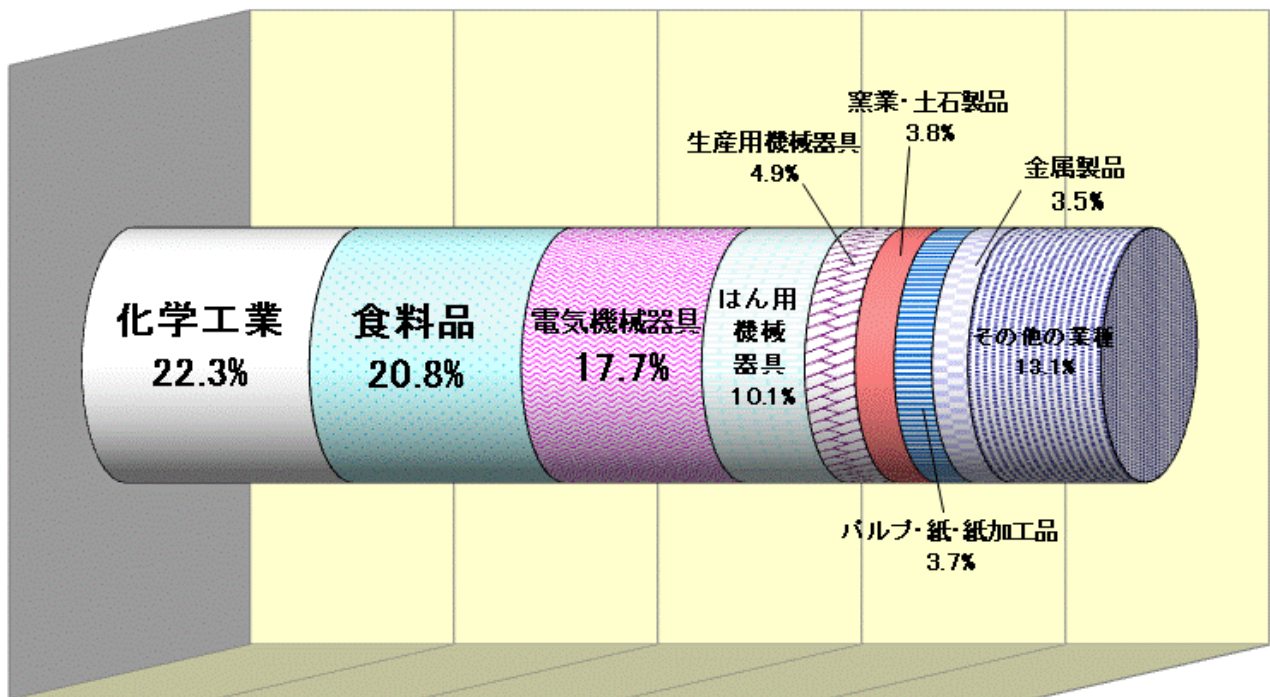 化学工業
22.3%
食料品
20.8%
電気機械器具
17.7%
はん用
機械
器具
10.1%
生産用機械器具
4.9%
窯業・土石製品
3.8%
パルプ・紙・紙加工品
3.7%
金属製品
3.5%
その他の業種
13.1%